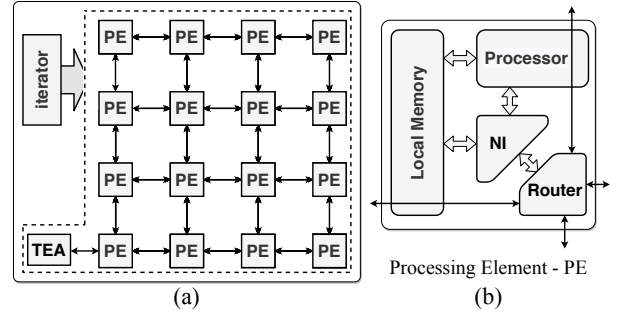 iterator
PE PE PE PE
PE PE PE PE
PE PE PE PE
TEA PE PE PE PE
(a)
Local Memory
Processor
NI
Router
Processing Element - PE
(b)